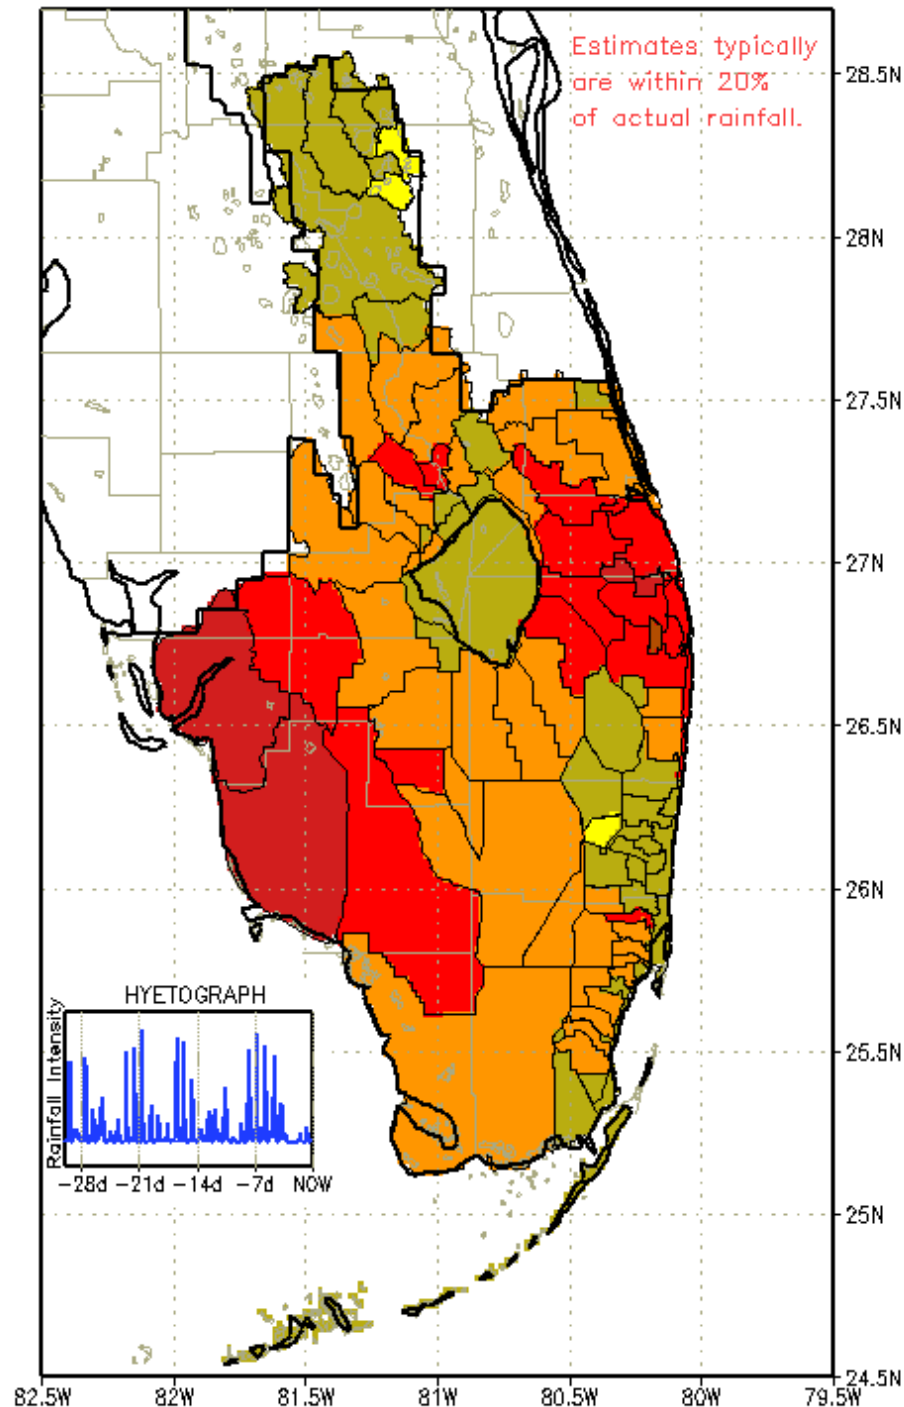 Estimates typically
are within 20%
of actual rainfall.
28.5N
28N
27.5N
27N
26.5N
26N
25.5N
25N
24.5N
HYETOGRAPH
Rainfall Intensity
-28d -21d -14d -7d NOW
82.5W 82W 81.5W 81W 80.5W 80W 79.5W